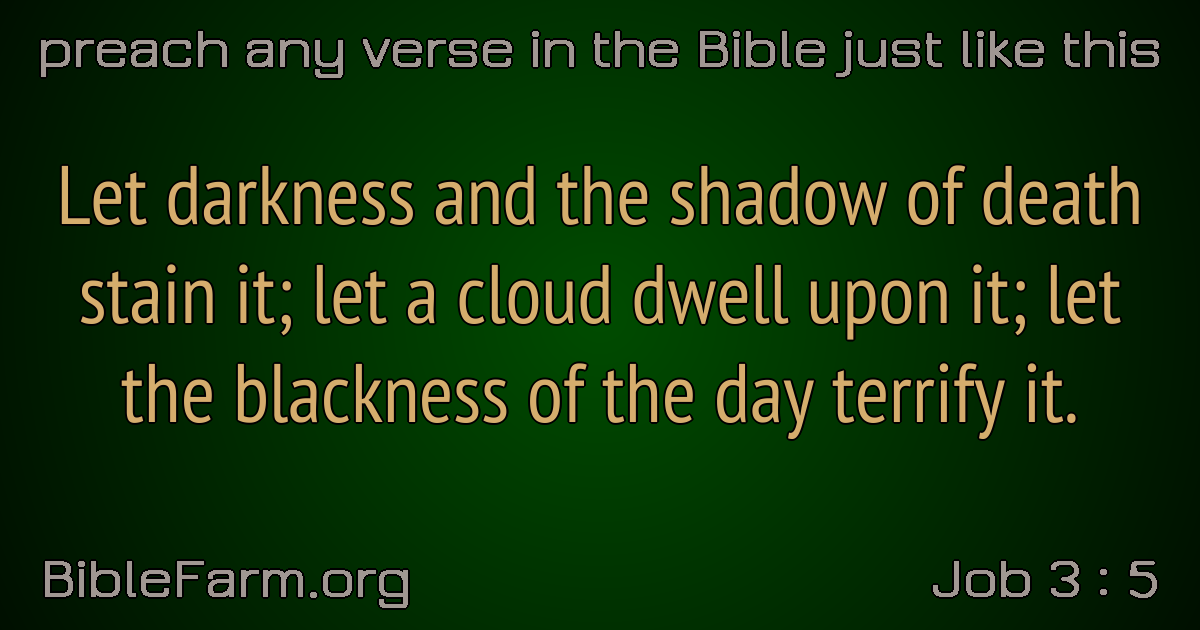 preach any verse in the Bible just like this
Let darkness and the shadow of death
stain it; let a cloud dwell upon it; let
the blackness of the day terrify it.
BibleFarm.org
Job 3 : 5